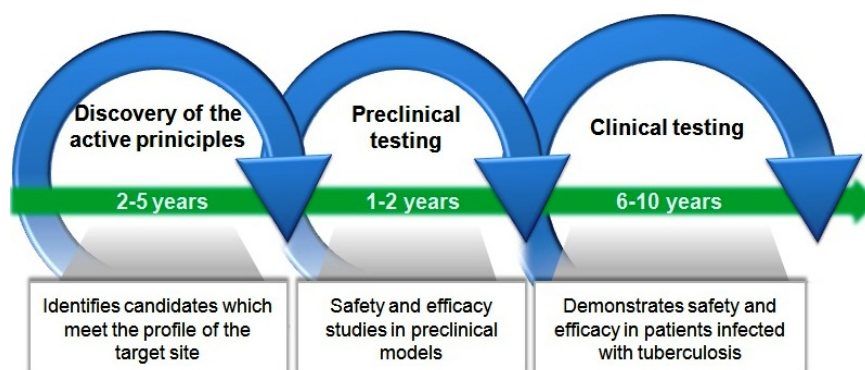 Discovery of the
active priniciples
Preclinical
testing
Clinical testing
2-5 years
1-2 years
6-10 years
Identifies candidates which
meet the profile of the
target site
Safety and efficacy
studies in preclinical
models
Demonstrates safety and
efficacy in patients infected
with tuberculosis